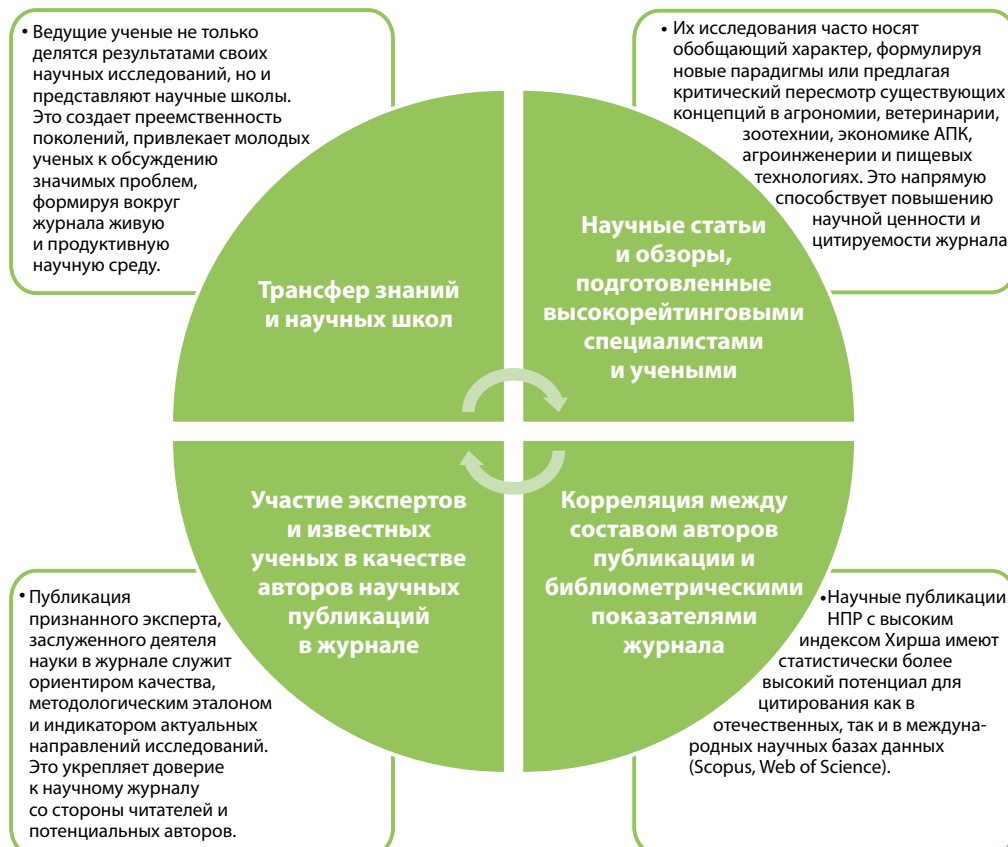 • Ведущие ученые не только
делятся результатами своих
научных исследований, но и
представляют научные школы.
Это создает преемственность
поколений, привлекает молодых
ученых к обсуждению
значимых проблем,
формируя вокруг
журнала живую
и продуктивную
научную среду.
• Их исследования часто носят
обобщающий характер, формулируя
новые парадигмы или предлагая
критический пересмотр существующих
концепций в агрономии, ветеринарии,
зоотехнии, экономике АПК,
агроинженерии и пищевых
технологиях. Это напрямую
способствует повышению
научной ценности и
цитируемости журнала
Трансфер знаний
и научных школ
Научные статьи
и обзоры,
подготовленные
высокорейтинговыми
специалистами
и учеными
Участие экспертов
и известных
ученых в качестве
авторов научных
публикаций
в журнале
Корреляция между
составом авторов
публикации и
библиометрическими
показателями
журнала
• Публикация
признанного эксперта,
заслуженного деятеля
науки в журнале служит
ориентиром качества,
методологическим эталоном
и индикатором актуальных
направлений исследований.
Это укрепляет доверие
к научному журналу
со стороны читателей и
потенциальных авторов.
•Научные публикации
НПР с высоким
индексом Хирша имеют
статистически более
высокий потенциал для
цитирования как в
отечественных, так и в междуна-
родных научных базах данных
(Scopus, Web of Science).